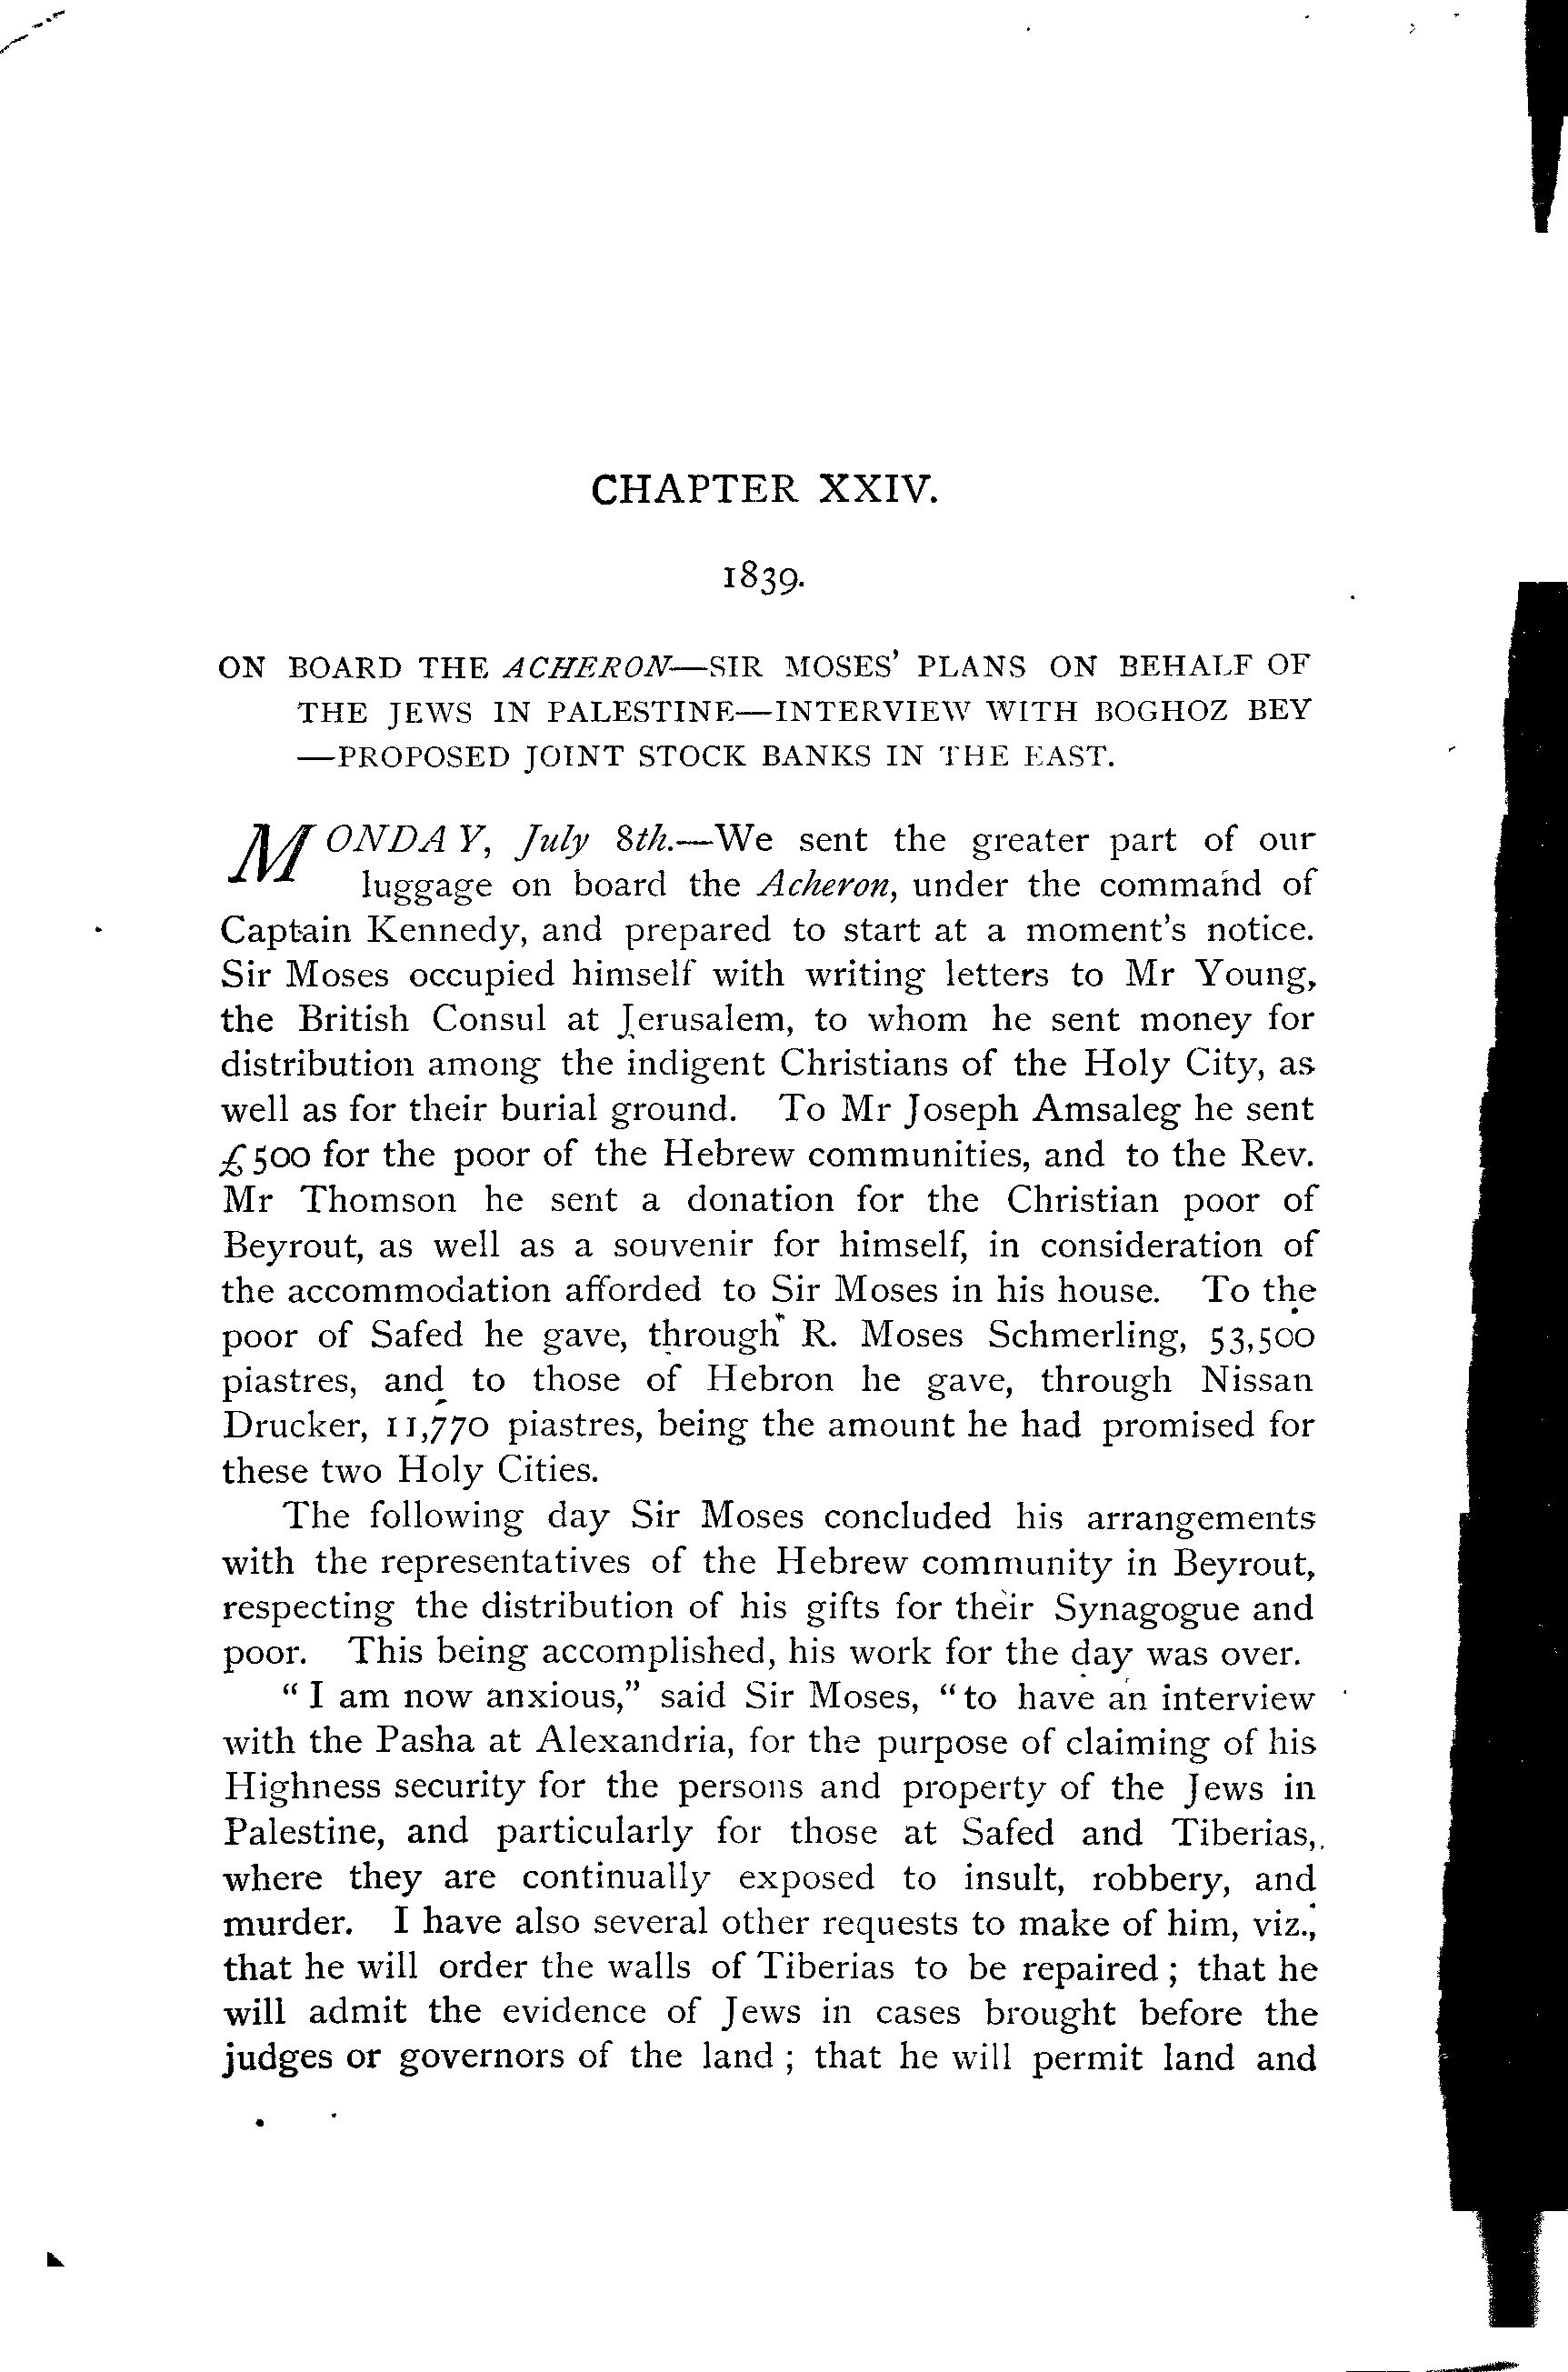 CHAPTER XXIV.
1839.
ON BOARD THE ACHERON—SIR MOSES' PLANS ON BEHALF OF
THE JEWS IN PALESTINE—INTERVIEW WITH BOGHOZ BEY
—PROPOSED JOINT STOCK BANKS IN THE EAST.
MONDAY, July 8th.—We sent the greater part of our
luggage on board the Acheron, under the command of
Captain Kennedy, and prepared to start at a moment's notice.
Sir Moses occupied himself with writing letters to Mr Young,
the British Consul at Jerusalem, to whom he sent money for
distribution among the indigent Christians of the Holy City, as
well as for their burial ground. To Mr Joseph Amsaleg he sent
£500 for the poor of the Hebrew communities, and to the Rev.
Mr Thomson he sent a donation for the Christian poor of
Beyrout, as well as a souvenir for himself, in consideration of
the accommodation afforded to Sir Moses in his house. To the
poor of Safed he gave, through R. Moses Schmerling, 53,500
piastres, and to those of Hebron he gave, through Nissan
Drucker, 11,770 piastres, being the amount he had promised for
these two Holy Cities.
The following day Sir Moses concluded his arrangements
with the representatives of the Hebrew community in Beyrout,
respecting the distribution of his gifts for their Synagogue and
poor. This being accomplished, his work for the day was over.
"I am now anxious," said Sir Moses, "to have an interview
with the Pasha at Alexandria, for the purpose of claiming of his
Highness security for the persons and property of the Jews in
Palestine, and particularly for those at Safed and Tiberias,
where they are continually exposed to insult, robbery, and
murder. I have also several other requests to make of him, viz.,
that he will order the walls of Tiberias to be repaired; that he
will admit the evidence of Jews in cases brought before the
judges or governors of the land; that he will permit land and